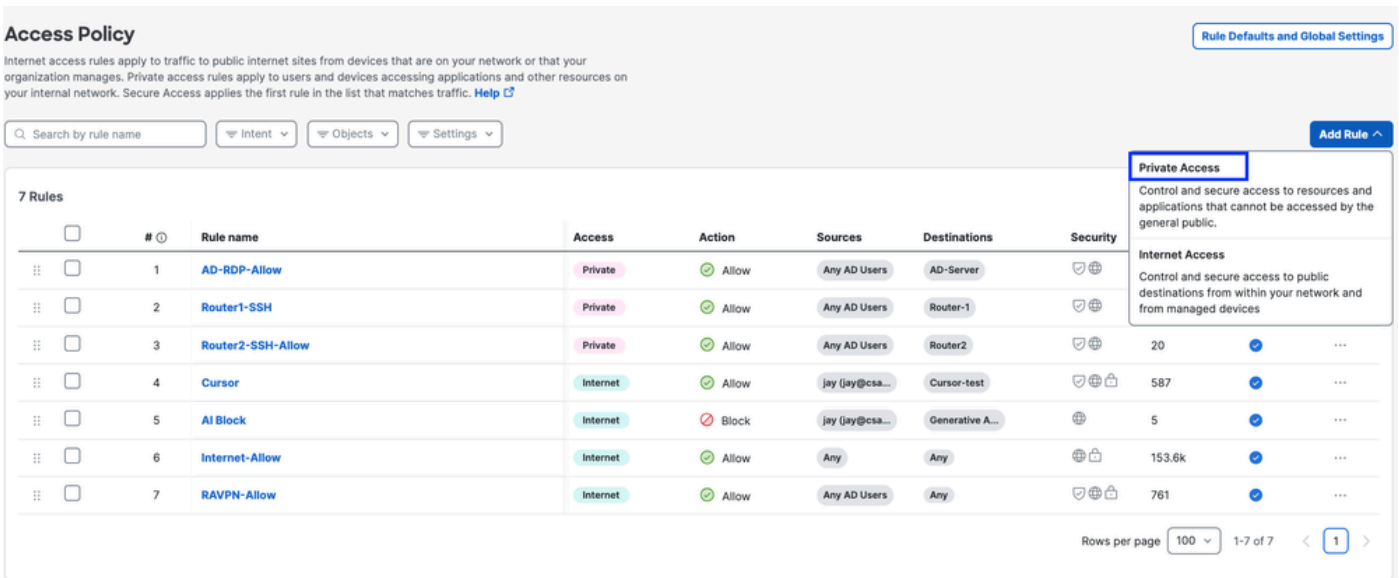 Access Policy
Rule Defaults and Global Settings
Internet access rules apply to traffic to public internet sites from devices that are on your network or that your
organization manages. Private access rules apply to users and devices accessing applications and other resources on
your internal network. Secure Access applies the first rule in the list that matches traffic. Help
Search by rule name Intent Objects Settings Add Rule
Private Access
Control and secure access to resources and
applications that cannot be accessed by the
general public.
Internet Access
Control and secure access to public
destinations from within your network and
from managed devices
7 Rules
# Rule name Access Action Sources Destinations Security
1 AD-RDP-Allow Private Allow Any AD Users AD-Server
2 Router1-SSH Private Allow Any AD Users Router-1
3 Router2-SSH-Allow Private Allow Any AD Users Router2 20 ...
4 Cursor Internet Allow jay (jay@csa... Cursor-test 587 ...
5 AI Block Internet Block jay (jay@csa... Generative A... 5 ...
6 Internet-Allow Internet Allow Any Any 153.6k ...
7 RAVPN-Allow Internet Allow Any AD Users Any 761 ...
Rows per page 100 1-7 of 7 < 1 >